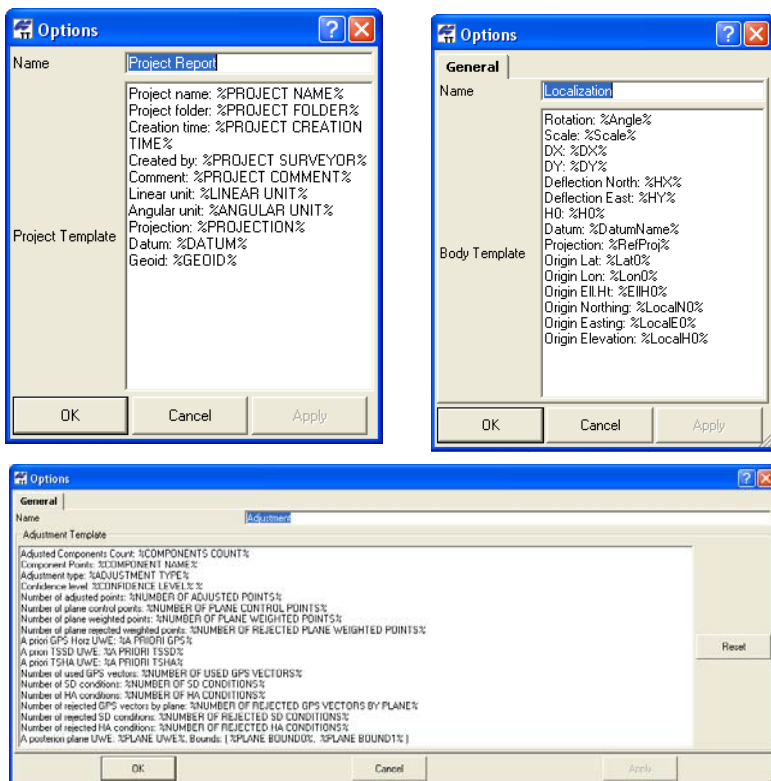 Options
Name
Project Report
Project name: %PROJECT NAME%
Project folder: %PROJECT FOLDER%
Creation time: %PROJECT CREATION
TIME%
Created by: %PROJECT SURVEYOR%
Comment: %PROJECT COMMENT%
Linear unit: %LINEAR UNIT%
Angular unit: %ANGULAR UNIT%
Projection: %PROJECTION%
Datum: %DATUM%
Geoid: %GEOID%
Project Template
OK
Cancel
Apply
Options
General
Name
Localization
Rotation: %Angle%
Scale: %Scale%
DX: %DX%
DY: %DY%
Deflection North: %HX%
Deflection East: %HY%
H0: %H0%
Datum: %DatumName%
Projection: %RefProj%
Origin Lat: %Lat0%
Origin Lon: %Lon0%
Origin Ell.Ht: %EllH0%
Origin Northing: %LocalN0%
Origin Easting: %LocalE0%
Origin Elevation: %LocalH0%
Body Template
OK
Cancel
Apply
Options
General
Name
Adjustment
Adjustment Template
Adjusted Components Count: %COMPONENTS COUNT%
Component Points: %COMPONENT NAME%
Adjustment type: %ADJUSTMENT TYPE%
Confidence level: %CONFIDENCE LEVEL% %
Number of adjusted points: %NUMBER OF ADJUSTED POINTS%
Number of plane control points: %NUMBER OF PLANE CONTROL POINTS%
Number of plane weighted points: %NUMBER OF PLANE WEIGHTED POINTS%
Number of plane rejected weighted points: %NUMBER OF REJECTED PLANE WEIGHTED POINTS%
A priori GPS Horz UWE: %A PRIORI GPS%
A priori TSSD UWE: %A PRIORI TSSD%
A priori TSHA UWE: %A PRIORI TSHA%
Number of used GPS vectors: %NUMBER OF USED GPS VECTORS%
Number of SD conditions: %NUMBER OF SD CONDITIONS%
Number of HA conditions: %NUMBER OF HA CONDITIONS%
Number of rejected GPS vectors by plane: %NUMBER OF REJECTED GPS VECTORS BY PLANE%
Number of rejected SD conditions: %NUMBER OF REJECTED SD CONDITIONS%
Number of rejected HA conditions: %NUMBER OF REJECTED HA CONDITIONS%
A posteriori plane UWE: %PLANE UWE%, Bounds: ( %PLANE BOUND0%, %PLANE BOUND1% )
Reset
OK
Cancel
Apply